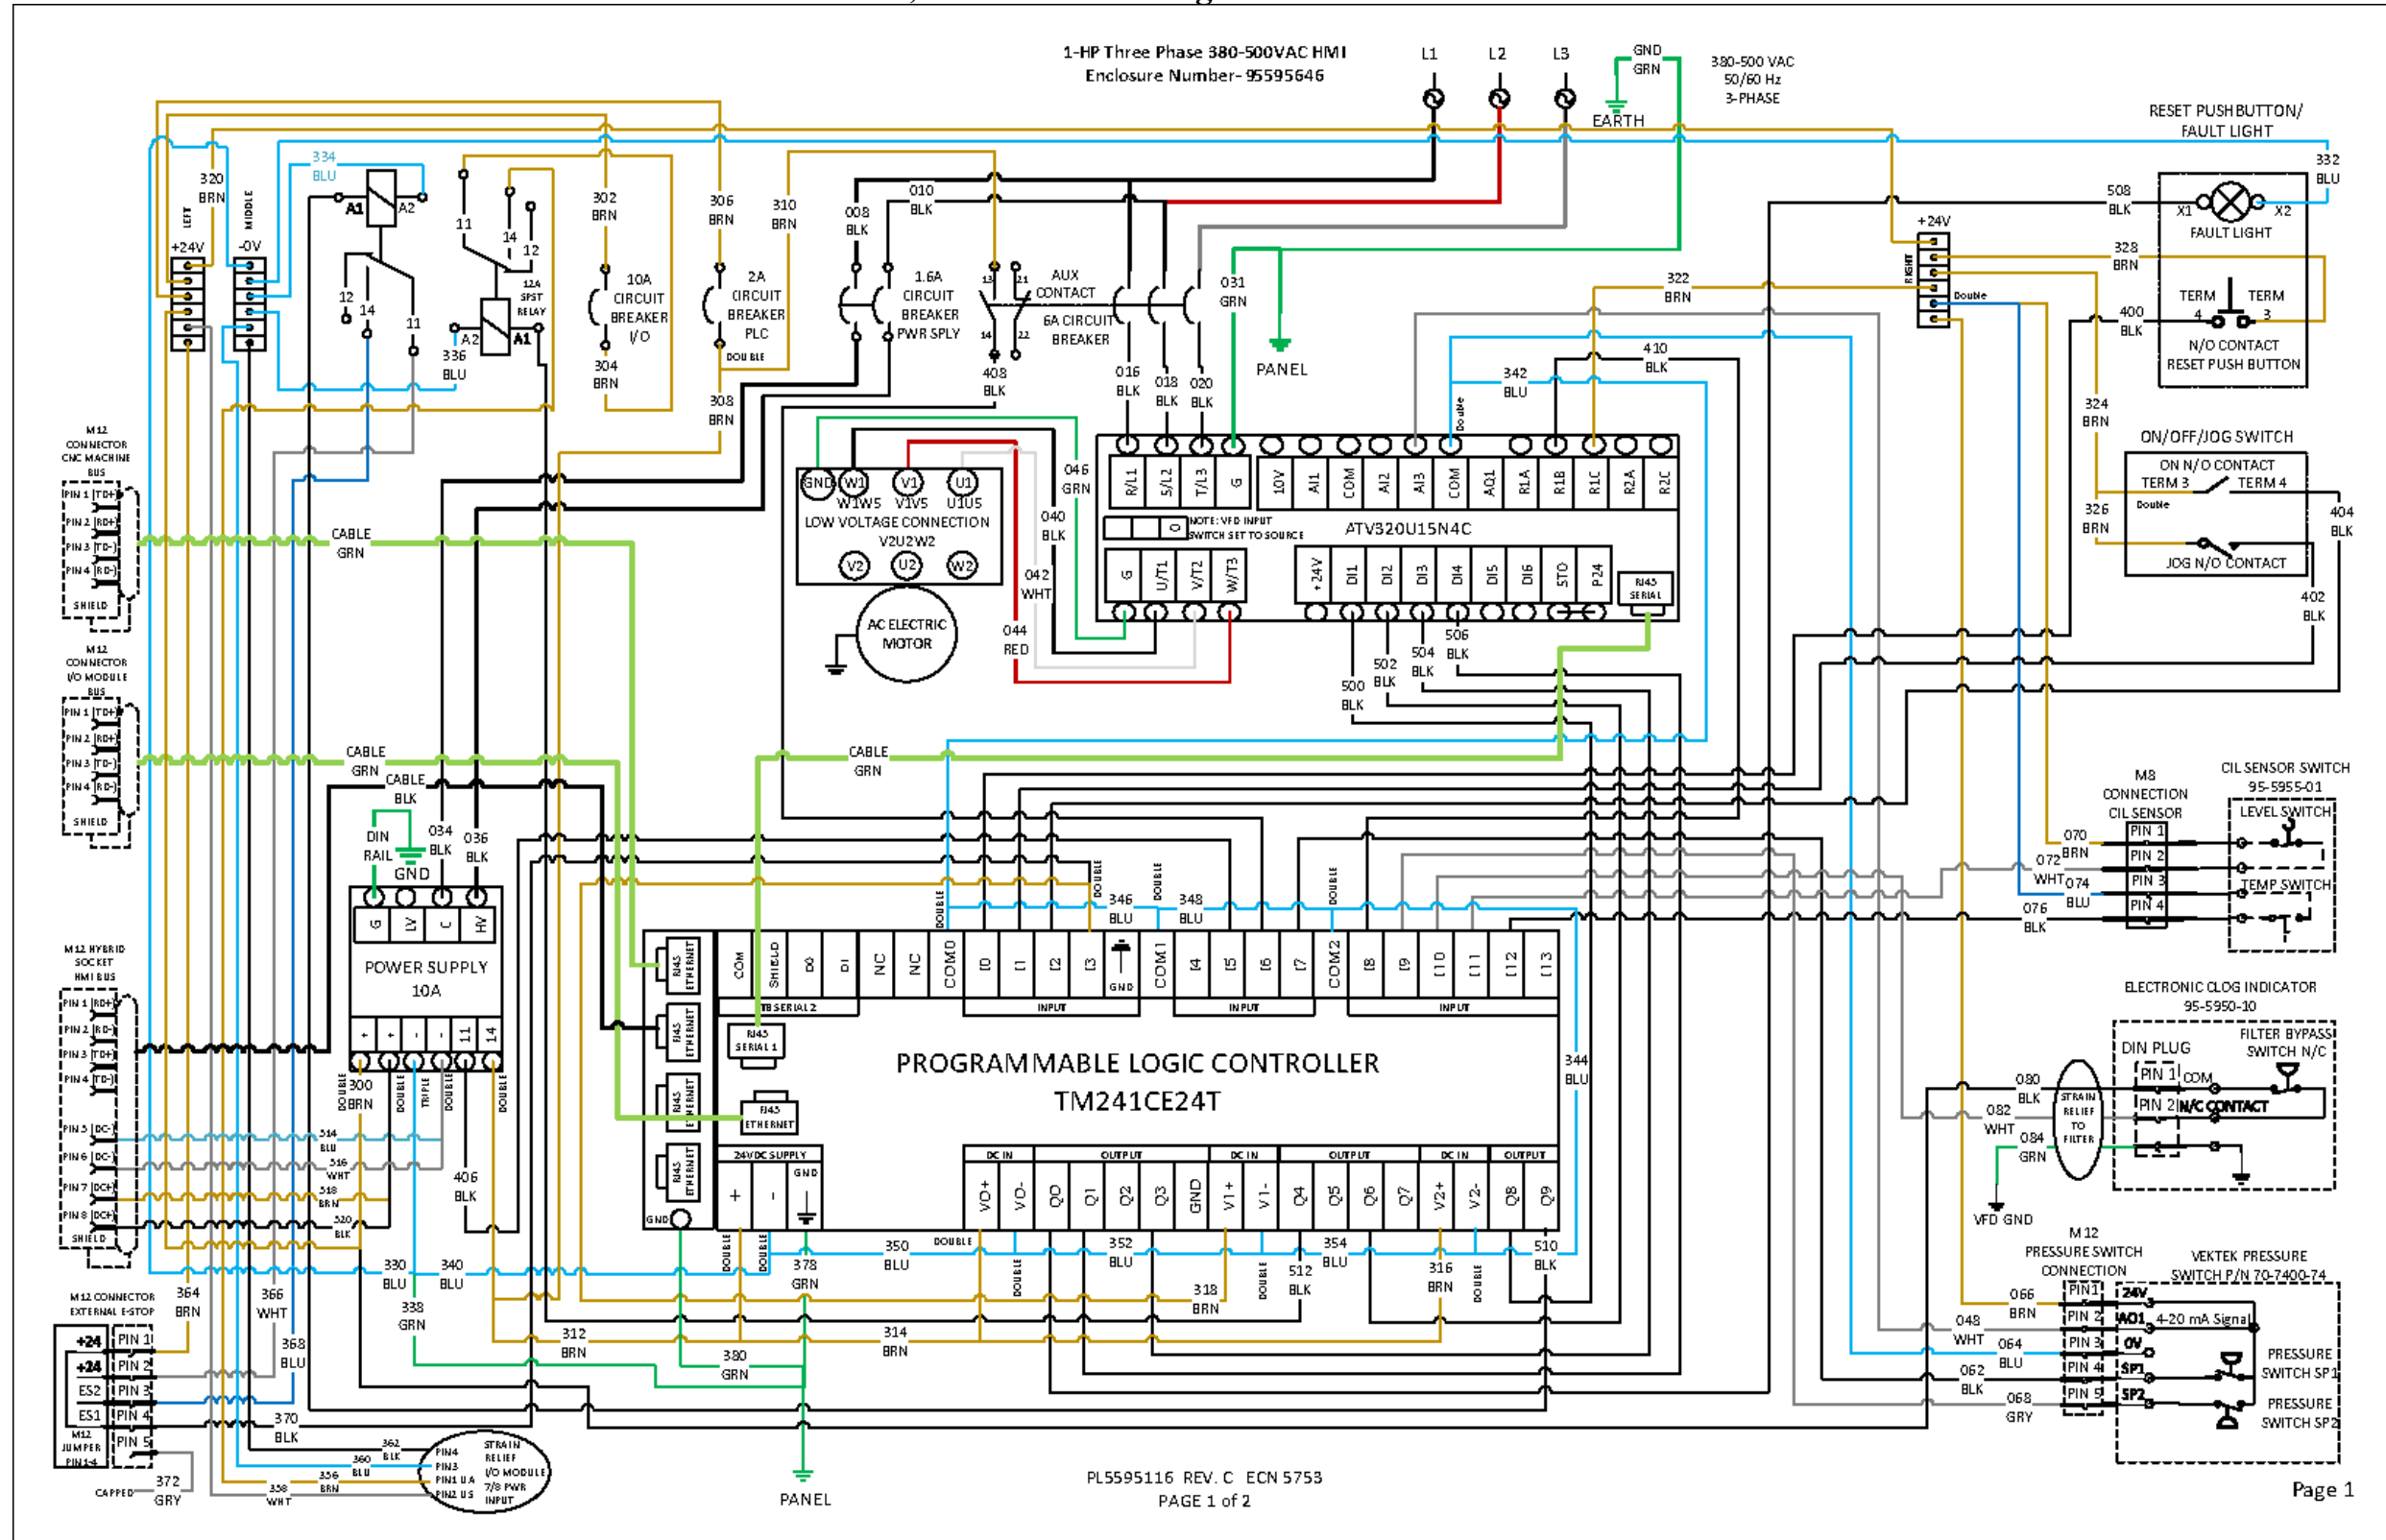 1-HP Three Phase 380-500VAC HMI
Enclosure Number- 95595646
L1
L2
L3
GND
GRN
EARTH
380-500 VAC
50/60 Hz
3-PHASE
RESET PUSHBUTTON/
FAULT LIGHT
332
BLU
508
BLK
X1
X2
FAULT LIGHT
328
BRN
TERM
4
TERM
3
400
BLK
N/O CONTACT
RESET PUSH BUTTON
+24V
RIGHT
Double
322
BRN
324
BRN
326
BRN
ON/OFF/JOG SWITCH
ON N/O CONTACT
TERM 3
TERM 4
Double
JOG N/O CONTACT
404
BLK
402
BLK
LEFT
+24V
320
BRN
MIDDLE
-0V
334
BLU
A1
A2
12
14
11
11
14
12
12A
SPST
RELAY
A2
A1
336
BLU
302
BRN
10A
CIRCUIT
BREAKER
I/O
304
BRN
306
BRN
2A
CIRCUIT
BREAKER
PLC
DOUBLE
308
BRN
310
BRN
008
BLK
010
BLK
1.6A
CIRCUIT
BREAKER
PWR SPLY
13
21
14
22
AUX
CONTACT
6A CIRCUIT
BREAKER
408
BLK
016
BLK
018
BLK
020
BLK
031
GRN
PANEL
342
BLU
410
BLK
Double
M12
CONNECTOR
CNC MACHINE
BUS
PIN 1 (TD+)
PIN 2 (RD+)
PIN 3 (TD-)
PIN 4 (RD-)
SHIELD
CABLE
GRN
M12
CONNECTOR
I/O MODULE
BUS
PIN 1 (TD+)
PIN 2 (RD+)
PIN 3 (TD-)
PIN 4 (RD-)
SHIELD
CABLE
GRN
CABLE
BLK
GND
W1
V1
U1
W1W5
V1V5
U1U5
LOW VOLTAGE CONNECTION
V2U2W2
V2
U2
W2
AC ELECTRIC
MOTOR
046
GRN
040
BLK
042
WHT
044
RED
R/L1
S/L2
T/L3
G
10V
AI1
COM
AI2
AI3
COM
AQ1
R1A
R1B
R1C
R2A
R2C
NOTE: VFD INPUT
SWITCH SET TO SOURCE
ATV320U15N4C
G
U/T1
V/T2
W/T3
+24V
DI1
DI2
DI3
DI4
DI5
DI6
STO
P24
RJ45
SERIAL
500
BLK
502
BLK
504
BLK
506
BLK
CABLE
GRN
DIN
RAIL
GND
034
BLK
036
BLK
G
LV
C
HV
POWER SUPPLY
10A
+
+
-
-
11
14
DOUBLE
300
BRN
DOUBLE
TRIPLE
DOUBLE
DOUBLE
M12 HYBRID
SOCKET
HMI BUS
PIN 1 (RD+)
PIN 2 (RD-)
PIN 3 (TD+)
PIN 4 (TD-)
PIN 5 (DC-)
PIN 6 (DC-)
PIN 7 (DC+)
PIN 8 (DC+)
SHIELD
514
BLU
516
WHT
518
BRN
520
BLK
406
BLK
DOUBLE
DOUBLE
346
BLU
DOUBLE
348
BLU
DOUBLE
RJ45
ETHERNET
RJ45
ETHERNET
RJ45
ETHERNET
RJ45
ETHERNET
GND
COM
SHIELD
D0
D1
NC
NC
COM0
I0
I1
I2
I3
GND
COM1
I4
I5
I6
I7
COM2
I8
I9
I10
I11
I12
I13
TB SERIAL 2
INPUT
INPUT
INPUT
RJ45
SERIAL 1
RJ45
ETHERNET
PROGRAMMABLE LOGIC CONTROLLER
TM241CE24T
344
BLU
24VDC SUPPLY
+
-
GND
DC IN
OUTPUT
DC IN
OUTPUT
DC IN
OUTPUT
VO+
VO-
Q0
Q1
Q2
Q3
GND
V1+
V1-
Q4
Q5
Q6
Q7
V2+
V2-
Q8
Q9
DOUBLE
DOUBLE
378
GRN
350
BLU
DOUBLE
DOUBLE
352
BLU
318
BRN
DOUBLE
512
BLK
354
BLU
316
BRN
DOUBLE
510
BLK
330
BLU
340
BLU
338
GRN
312
BRN
314
BRN
380
GRN
PANEL
M12 CONNECTOR
EXTERNAL E-STOP
+24
PIN 1
+24
PIN 2
ES2
PIN 3
ES1
PIN 4
M12
JUMPER
PIN 1-4
PIN 5
CAPPED
364
BRN
366
WHT
368
BLU
370
BLK
372
GRY
362
BLK
360
BLU
356
BRN
358
WHT
PIN4
PIN3
PIN1 UA
PIN2 US
STRAIN
RELIEF
I/O MODULE
7/8 PWR
INPUT
M8
CONNECTION
CIL SENSOR
PIN 1
PIN 2
PIN 3
PIN 4
070
BRN
072
WHT
074
BLU
076
BLK
CIL SENSOR SWITCH
95-5955-01
LEVEL SWITCH
TEMP SWITCH
ELECTRONIC CLOG INDICATOR
95-5950-10
FILTER BYPASS
SWITCH N/C
DIN PLUG
PIN 1
COM
PIN 2
N/C CONTACT
STRAIN
RELIEF
TO
FILTER
080
BLK
082
WHT
084
GRN
VFD GND
M12
PRESSURE SWITCH
CONNECTION
VEKTEK PRESSURE
SWITCH P/N 70-7400-74
PIN1
24V
PIN 2
AO1
4-20 mA Signal
PIN 3
0V
PIN 4
SP1
PIN 5
SP2
066
BRN
048
WHT
064
BLU
062
BLK
068
GRY
PRESSURE
SWITCH SP1
PRESSURE
SWITCH SP2
PL5595116 REV. C ECN 5753
PAGE 1 of 2
Page 1